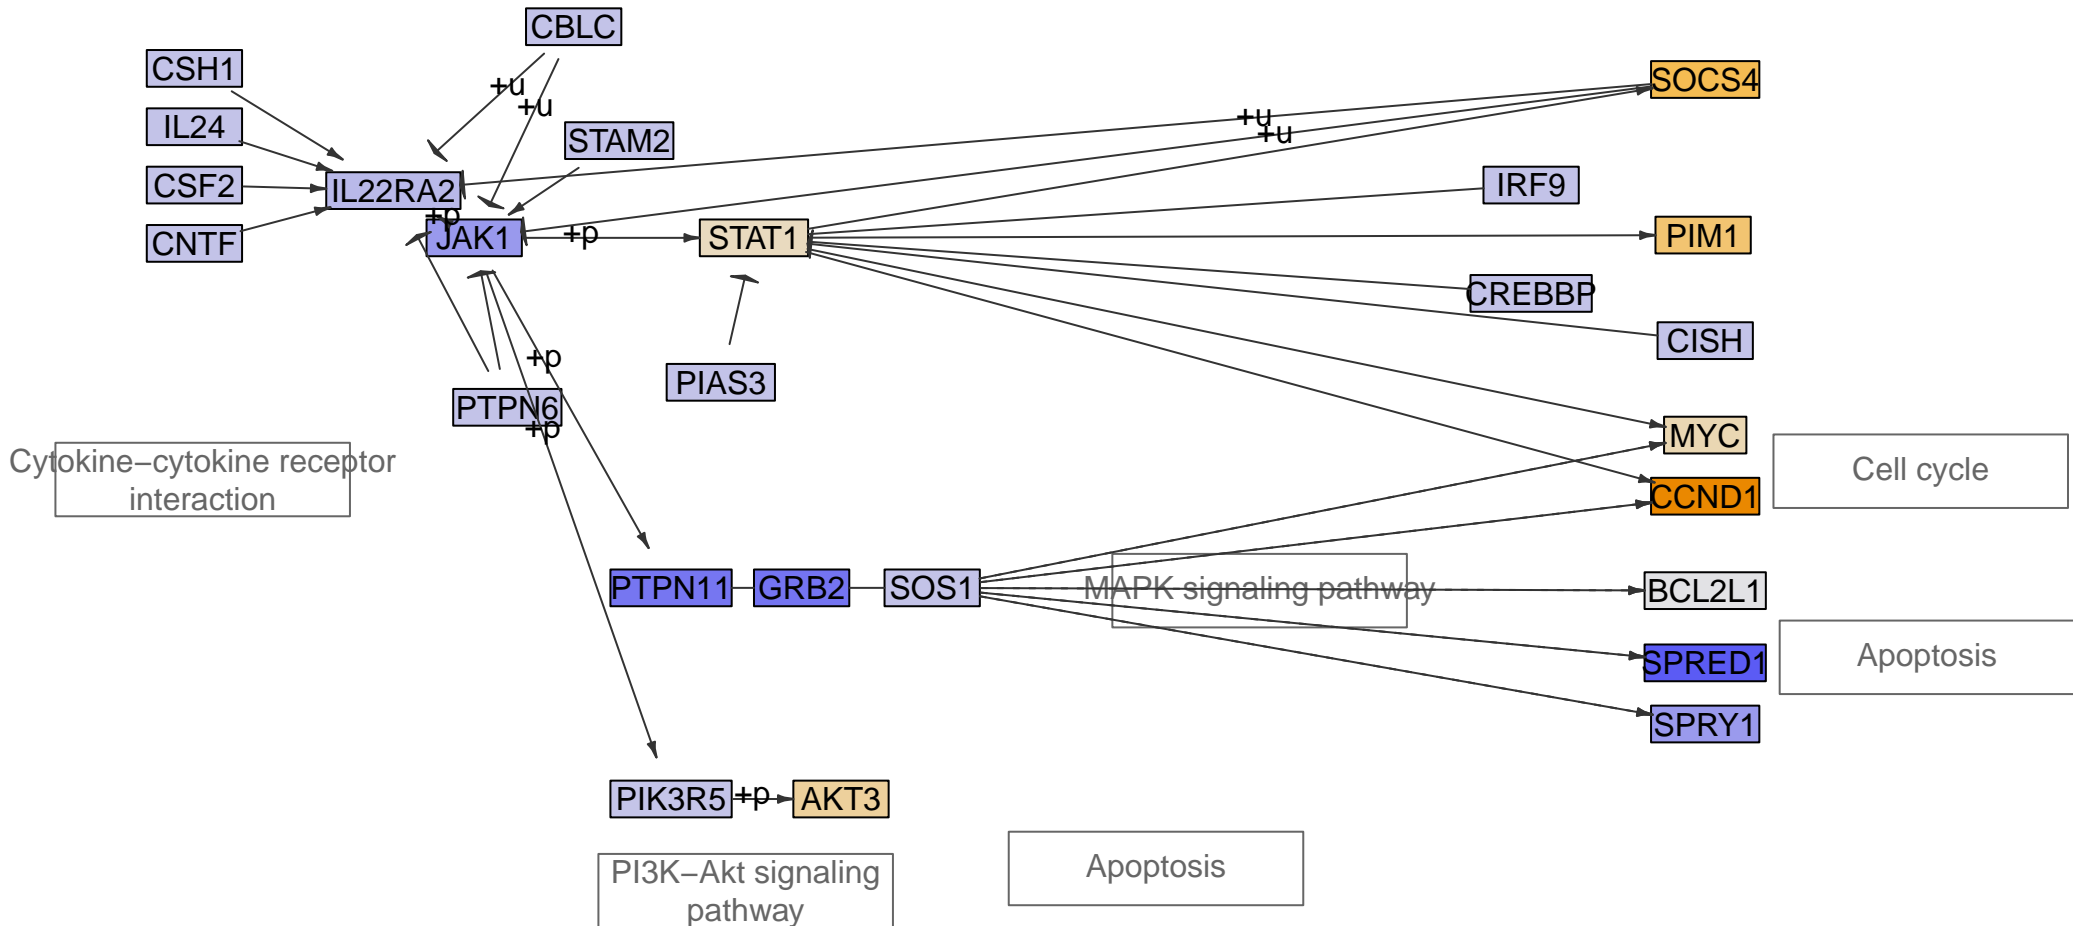 CBLC
CSH1
SOCS4
+u
+u
+u
IL24
+u
STAM2
CSF2
IL22RA2
IRF9
+p
CNTF
JAK1
+p
STAT1
PIM1
CREBBP
CISH
+p
PIAS3
PTPN6
+p
MYC
Cytokine−cytokine receptor
interaction
Cell cycle
CCND1
PTPN11
GRB2
SOS1
MAPK signaling pathway
BCL2L1
SPRED1
Apoptosis
SPRY1
PIK3R5
+p
AKT3
PI3K−Akt signaling
pathway
Apoptosis